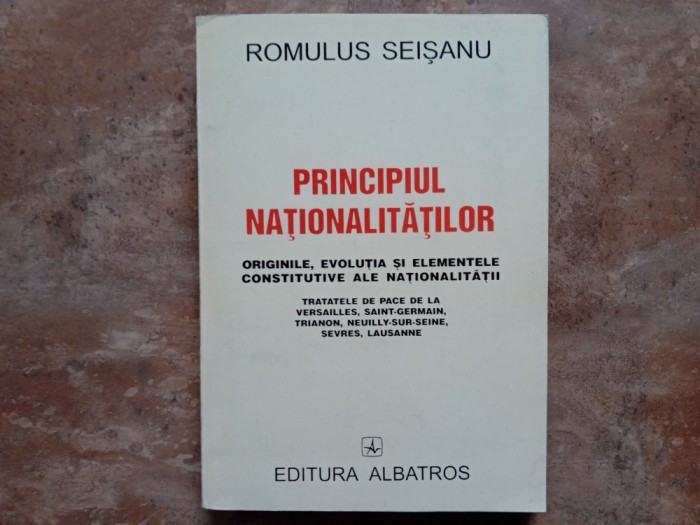 ROMULUS SEIŞANU
PRINCIPIUL
NAŢIONALITĂŢILOR
ORIGINILE, EVOLUŢIA ŞI ELEMENTELE
CONSTITUTIVE ALE NAŢIONALITĂŢII
TRATATELE DE PACE DE LA
VERSAILLES, SAINT-GERMAIN,
TRIANON, NEUILLY-SUR-SEINE,
SEVRES, LAUSANNE
EDITURA ALBATROS